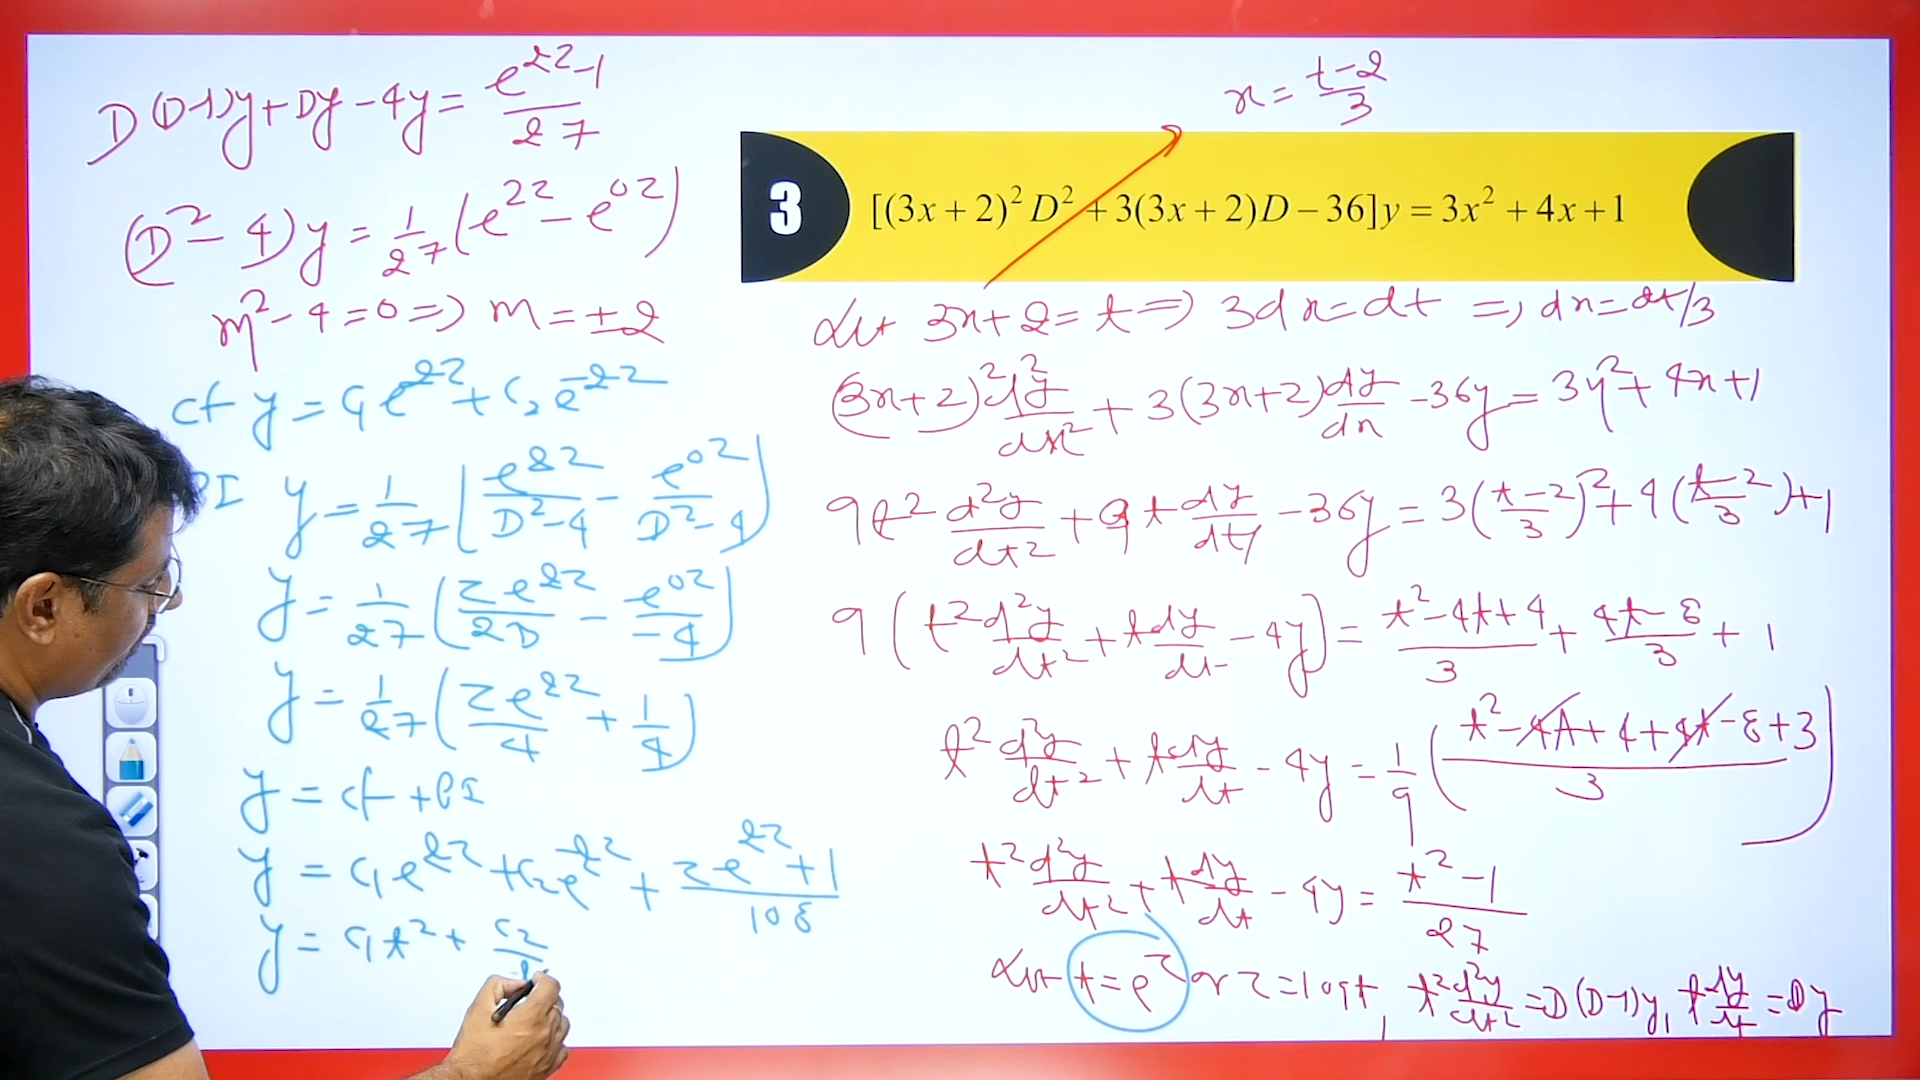 D(D-1)y+Dy-4y = e^{2z}-1/27
(D²-4)y = 1/27 (e^{2z} - e^{0z})
m²-4=0 => m=±2
CF y = C₁e^{2z}+C₂e^{-2z}
PI y = 1/27 [e^{2z}/D²-4 - e^{0z}/D²-4]
y = 1/27 (ze^{2z}/2D - e^{0z}/-4)
y = 1/27 (ze^{2z}/4 + 1/4)
y = CF + PI
y = C₁e^{2z}+C₂e^{-2z} + ze^{2z}+1/108
y = C₁t² + C₂/
x = t-2/3
3 [(3x+2)²D²+3(3x+2)D-36]y = 3x²+4x+1
Let 3x+2=t => 3dx=dt => dx=dt/3
(3x+2)² d²y/dx² + 3(3x+2) dy/dx - 36y = 3y²+4x+1
9t² d²y/dt² + 9t dy/dt - 36y = 3(t-2/3)²+4(t-2/3)+1
9(t² d²y/dt² + t dy/dt - 4y) = t²-4t+4/3 + 4t-8/3 + 1
t² d²y/dt² + t dy/dt - 4y = 1/9 (t²-4t+4+4t-8+3/3)
t² d²y/dt² + t dy/dt - 4y = t²-1/27
Let t=e^z or z=log t, t² d²y/dt² = D(D-1)y, t dy/dt = Dy